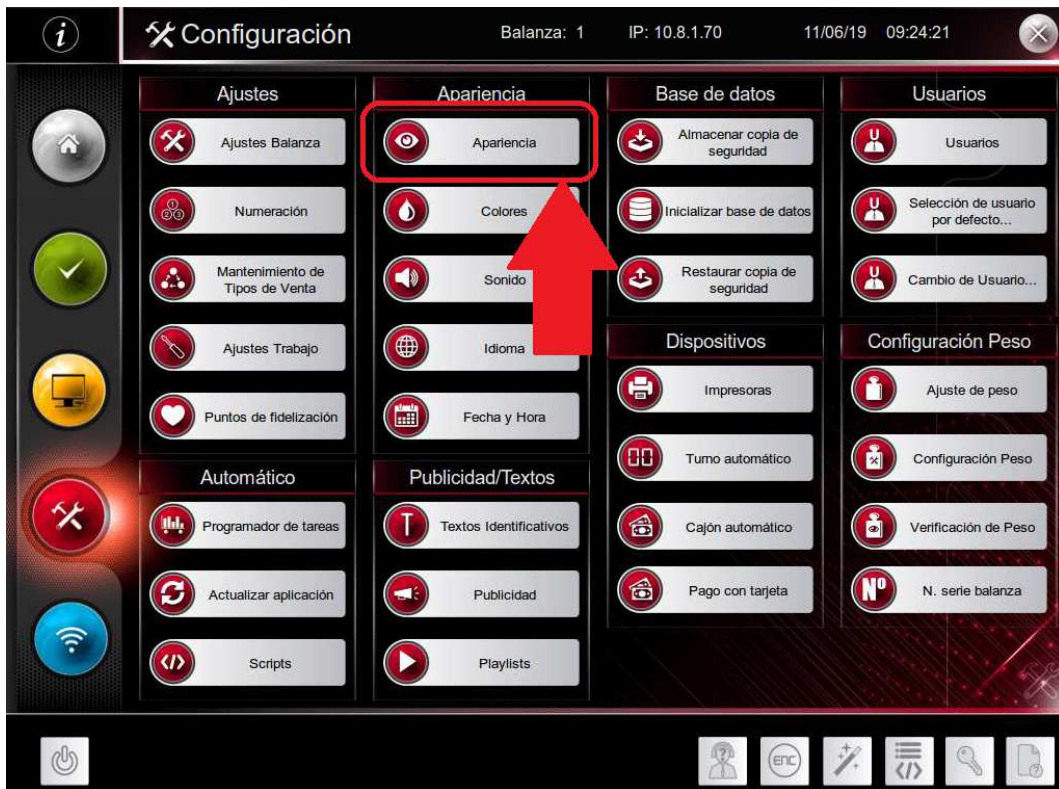 i
Configuración
Balanza: 1
IP: 10.8.1.70
11/06/19 09:24:21
Ajustes
Ajustes Balanza
Numeración
Mantenimiento de
Tipos de Venta
Ajustes Trabajo
Puntos de fidelización
Apariencia
Apariencia
Colores
Sonido
Idioma
Fecha y Hora
Base de datos
Almacenar copia de
seguridad
Inicializar base de datos
Restaurar copia de
seguridad
Usuarios
Usuarios
Selección de usuario
por defecto...
Cambio de Usuario...
Dispositivos
Impresoras
Turno automático
Cajón automático
Pago con tarjeta
Configuración Peso
Ajuste de peso
Configuración Peso
Verificación de Peso
Nº
N. serie balanza
Automático
Programador de tareas
Actualizar aplicación
</>
Scripts
Publicidad/Textos
T
Textos Identificativos
Publicidad
Playlists
ENC
</>